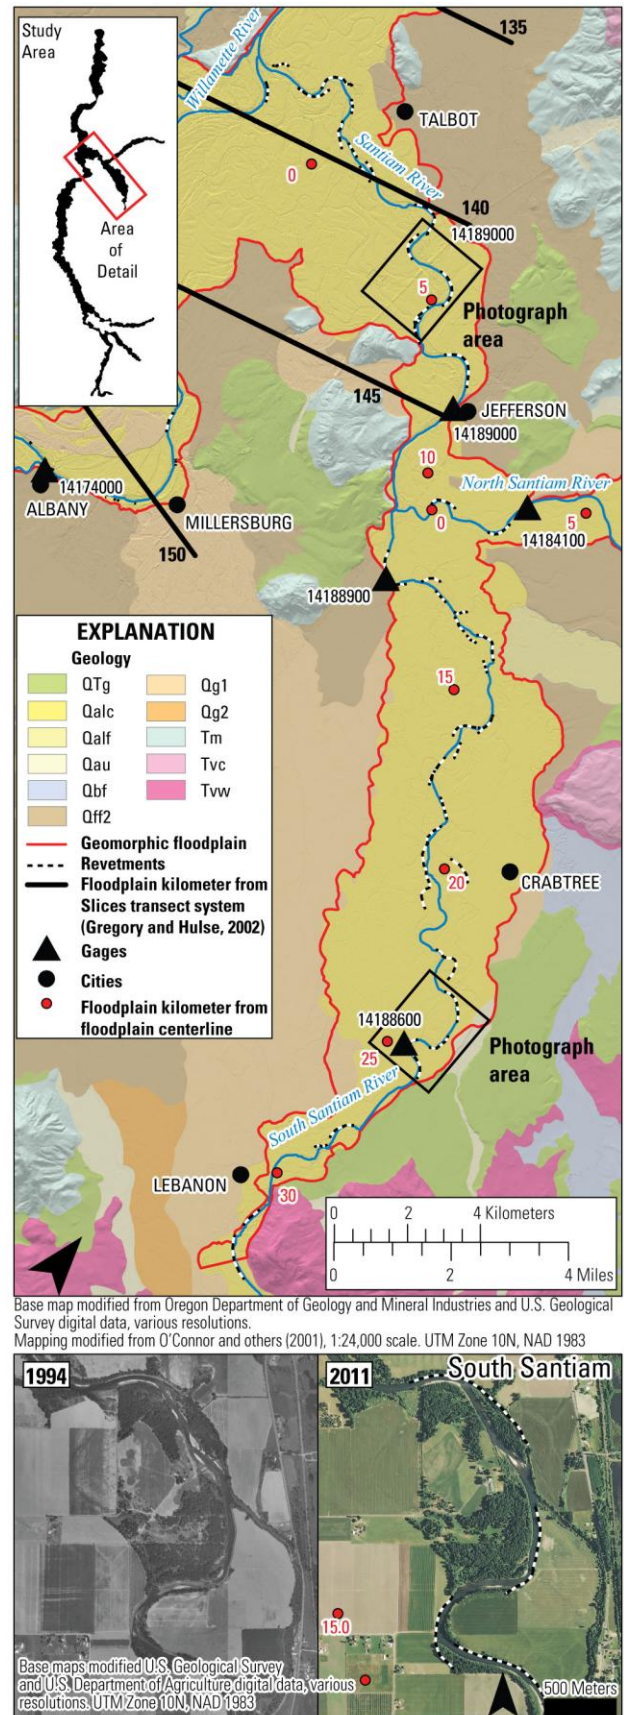 Study
Area
Area
of
Detail
135
Willamette River
TALBOT
Santiam River
0
140
14189000
5
Photograph
area
145
JEFFERSON
14189000
10
North Santiam River
14174000
ALBANY
MILLERSBURG
0
5
14184100
150
14188900
EXPLANATION
Geology
QTg
Qg1
Qalc
Qg2
Qalf
Tm
Qau
Tvc
Qbf
Tvw
Qff2
Geomorphic floodplain
Revetments
Floodplain kilometer from
Slices transect system
(Gregory and Hulse, 2002)
Gages
Cities
Floodplain kilometer from
floodplain centerline
15
20
CRABTREE
14188600
25
Photograph
area
South Santiam River
LEBANON
30
0 2 4 Kilometers
0 2 4 Miles
Base map modified from Oregon Department of Geology and Mineral Industries and U.S. Geological
Survey digital data, various resolutions.
Mapping modified from O'Connor and others (2001), 1:24,000 scale. UTM Zone 10N, NAD 1983
1994
2011
South Santiam
15.0
Base maps modified U.S. Geological Survey
and U.S. Department of Agriculture digital data, various
resolutions. UTM Zone 10N, NAD 1983
500 Meters